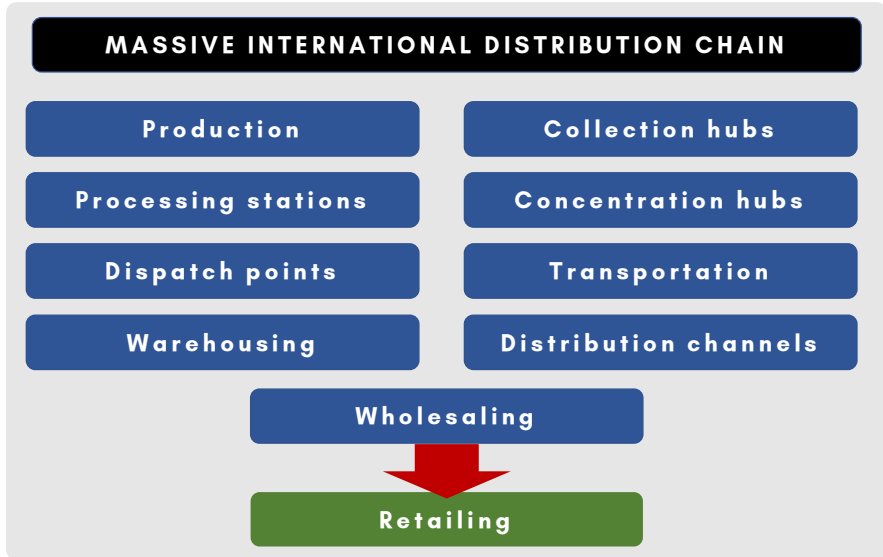 MASSIVE INTERNATIONAL DISTRIBUTION CHAIN
Production
Collection hubs
Processing stations
Concentration hubs
Dispatch points
Transportation
Warehousing
Distribution channels
Wholesaling
Retailing